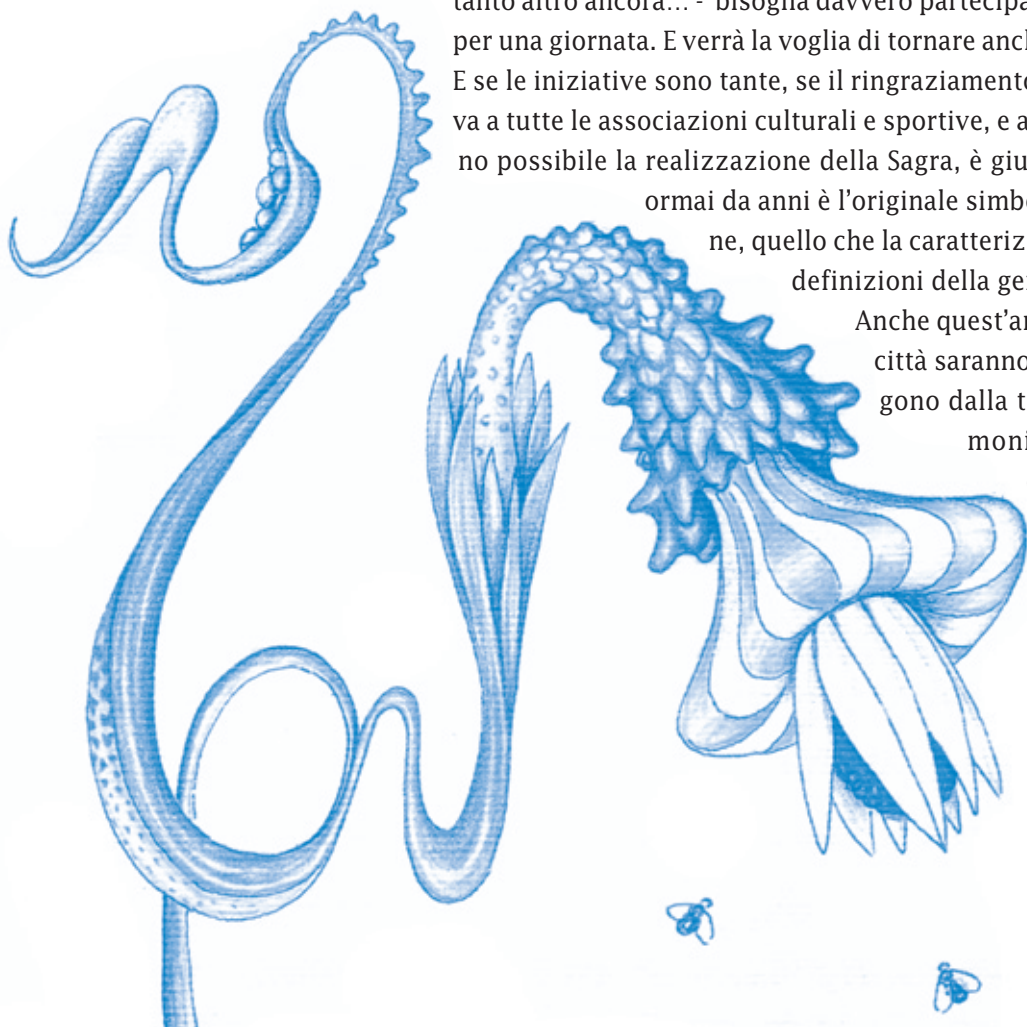 tanto altro ancora... - bisogna davvero partecipa
per una giornata. E verrà la voglia di tornare anch
E se le iniziative sono tante, se il ringraziamento
va a tutte le associazioni culturali e sportive, e a
no possibile la realizzazione della Sagra, è giu
ormai da anni è l’originale simb
ne, quello che la caratteriz
definizioni della ge
Anche quest’an
città saranno
gono dalla t
moni